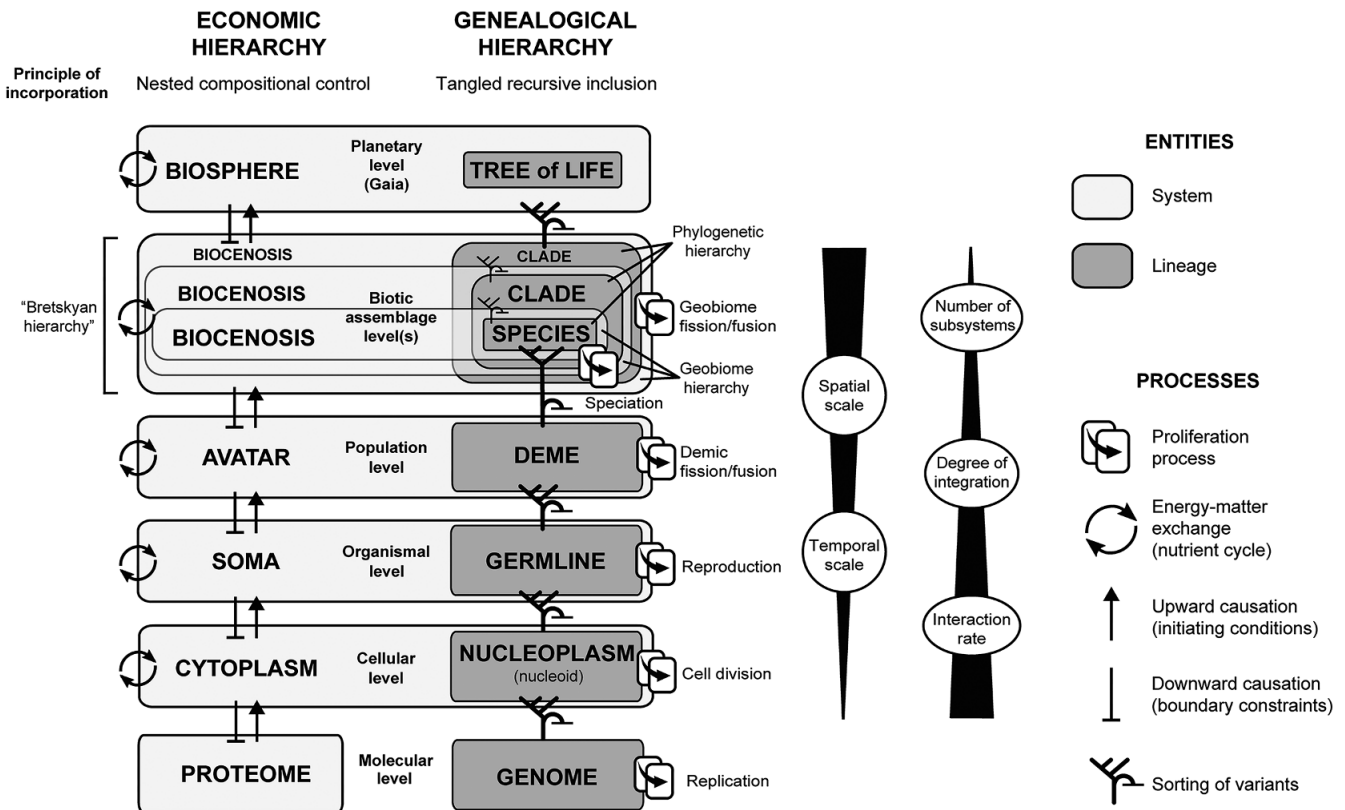 ECONOMIC
HIERARCHY
GENEALOGICAL
HIERARCHY
Principle of
incorporation
Nested compositional control
Tangled recursive inclusion
BIOSPHERE
Planetary
level
(Gaia)
TREE of LIFE
"Bretskyan
hierarchy"
BIOCENOSIS
BIOCENOSIS
BIOCENOSIS
Biotic
assemblage
level(s)
CLADE
CLADE
SPECIES
Phylogenetic
hierarchy
Geobiome
fission/fusion
Geobiome
hierarchy
Speciation
AVATAR
Population
level
DEME
Demic
fission/fusion
SOMA
Organismal
level
GERMLINE
Reproduction
CYTOPLASM
Cellular
level
NUCLEOPLASM
(nucleoid)
Cell division
PROTEOME
Molecular
level
GENOME
Replication
Spatial
scale
Temporal
scale
Number of
subsystems
Degree of
integration
Interaction
rate
ENTITIES
System
Lineage
PROCESSES
Proliferation
process
Energy-matter
exchange
(nutrient cycle)
Upward causation
(initiating conditions)
Downward causation
(boundary constraints)
Sorting of variants